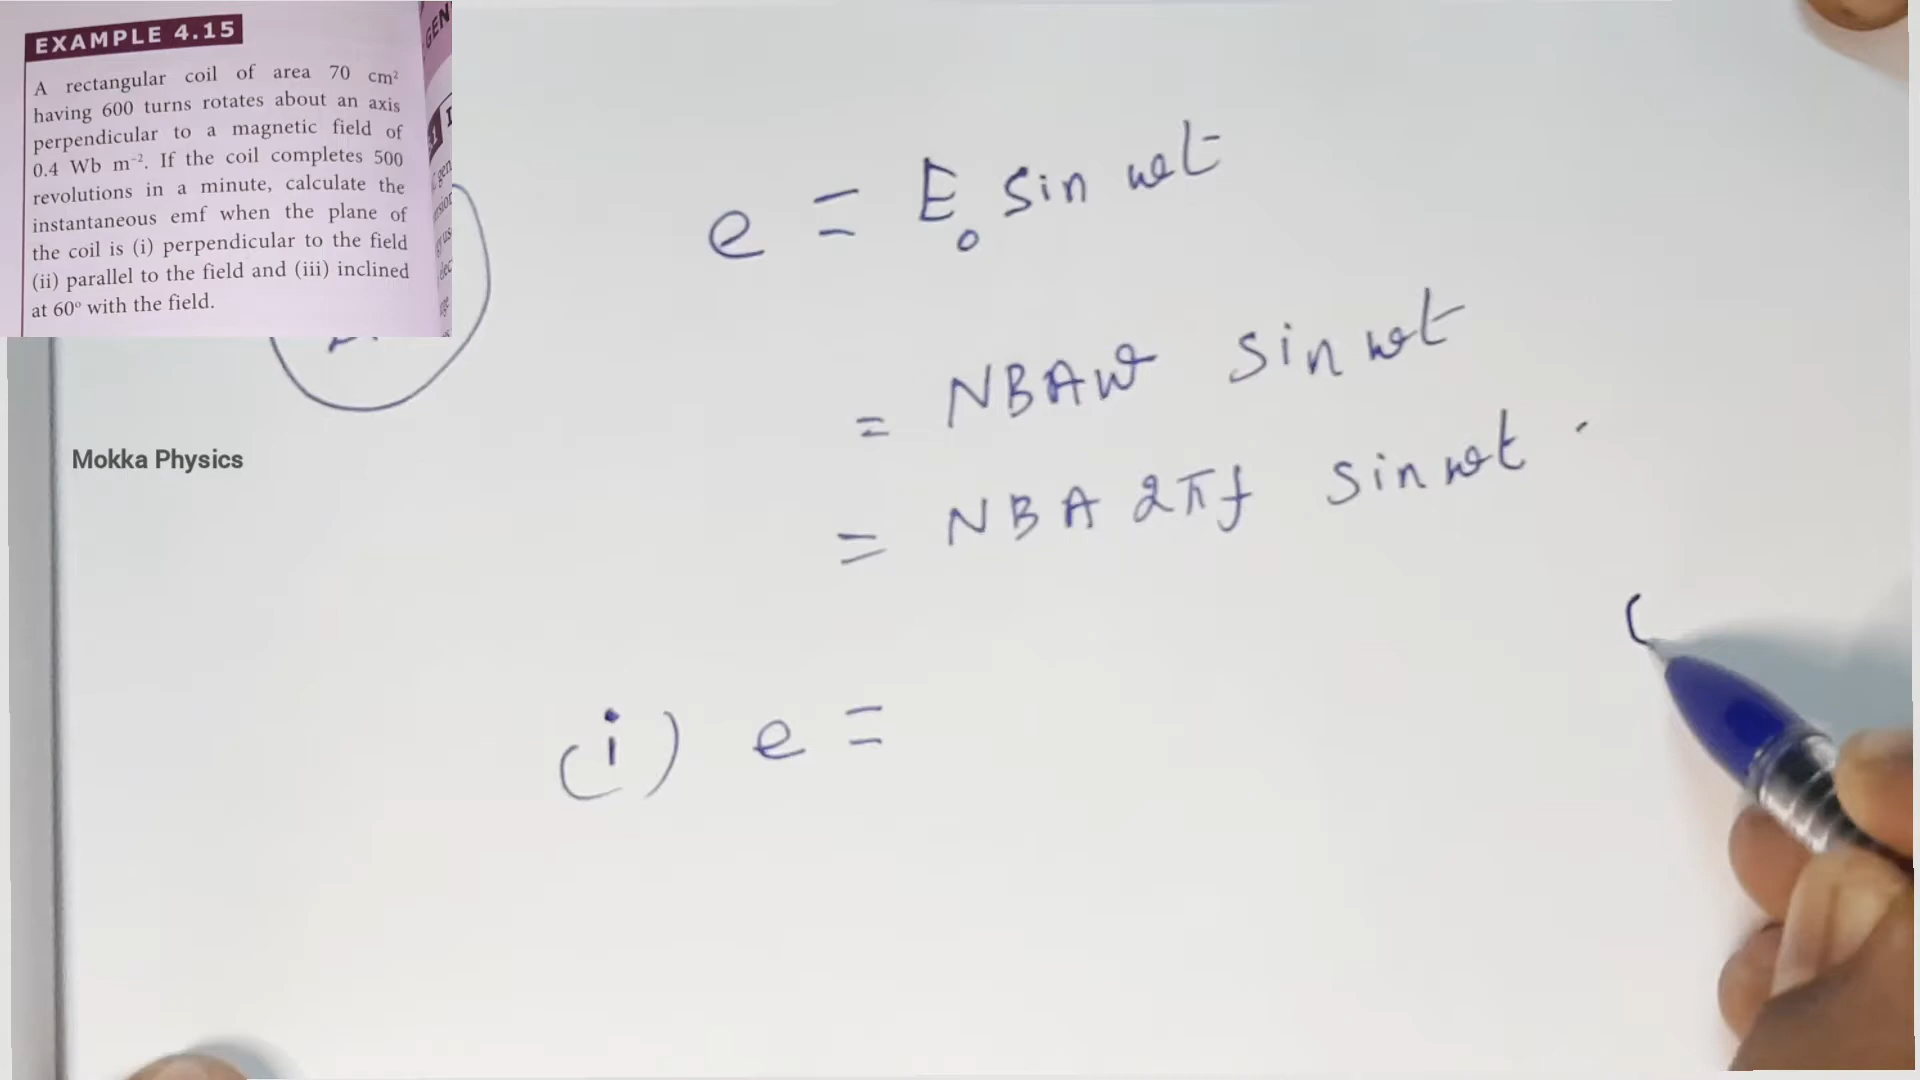 EXAMPLE 4.15
A rectangular coil of area 70 cm²
having 600 turns rotates about an axis
perpendicular to a magnetic field of
0.4 Wb m⁻². If the coil completes 500
revolutions in a minute, calculate the
instantaneous emf when the plane of
the coil is (i) perpendicular to the field
(ii) parallel to the field and (iii) inclined
at 60° with the field.
GEN
Mokka Physics
e = E₀ sin ωt
= NBAω sin ωt
= NBA 2πf sin ωt .
(i) e =
(